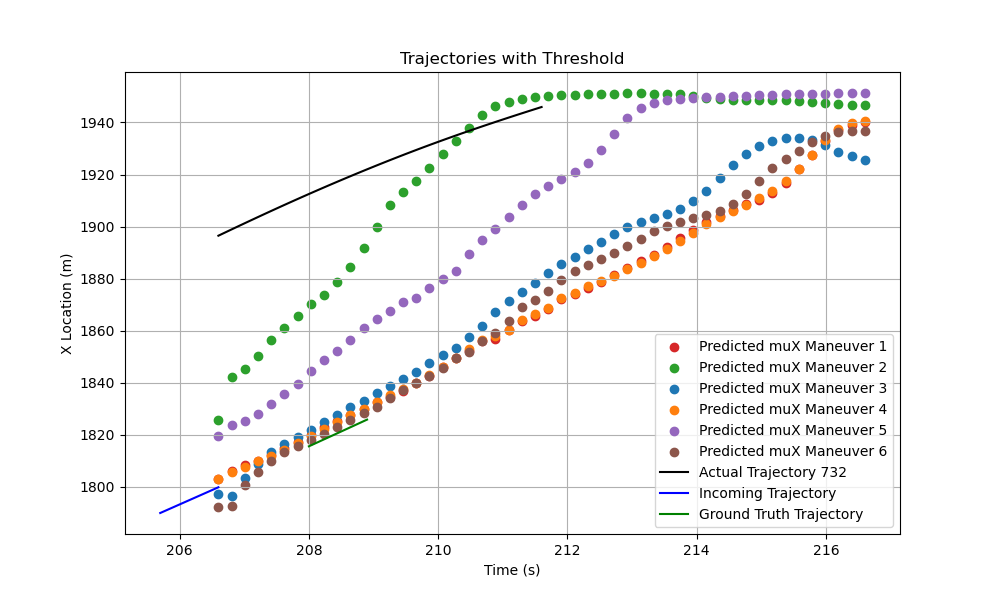 Trajectories with Threshold
X Location (m)
1940
1920
1900
1880
1860
1840
1820
1800
206
208
210
212
214
216
Time (s)
Predicted muX Maneuver 1
Predicted muX Maneuver 2
Predicted muX Maneuver 3
Predicted muX Maneuver 4
Predicted muX Maneuver 5
Predicted muX Maneuver 6
Actual Trajectory 732
Incoming Trajectory
Ground Truth Trajectory